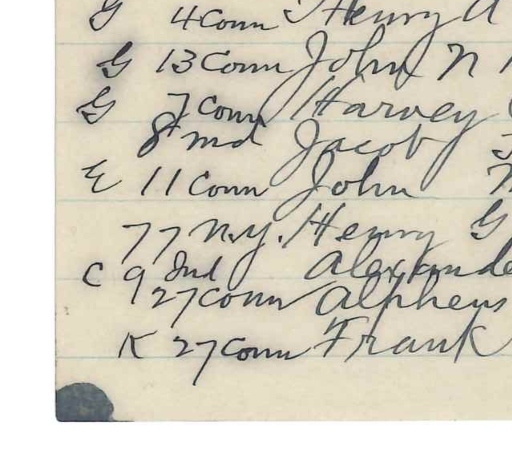 G 4 Conn Henry A
G 13 Conn John N
G 7 Conn Harvey
8 Md Jacob
E 11 Conn John
77 N.Y. Henry G
C 9 Ind Alexande
27 Conn Alpheus
K 27 Conn Frank